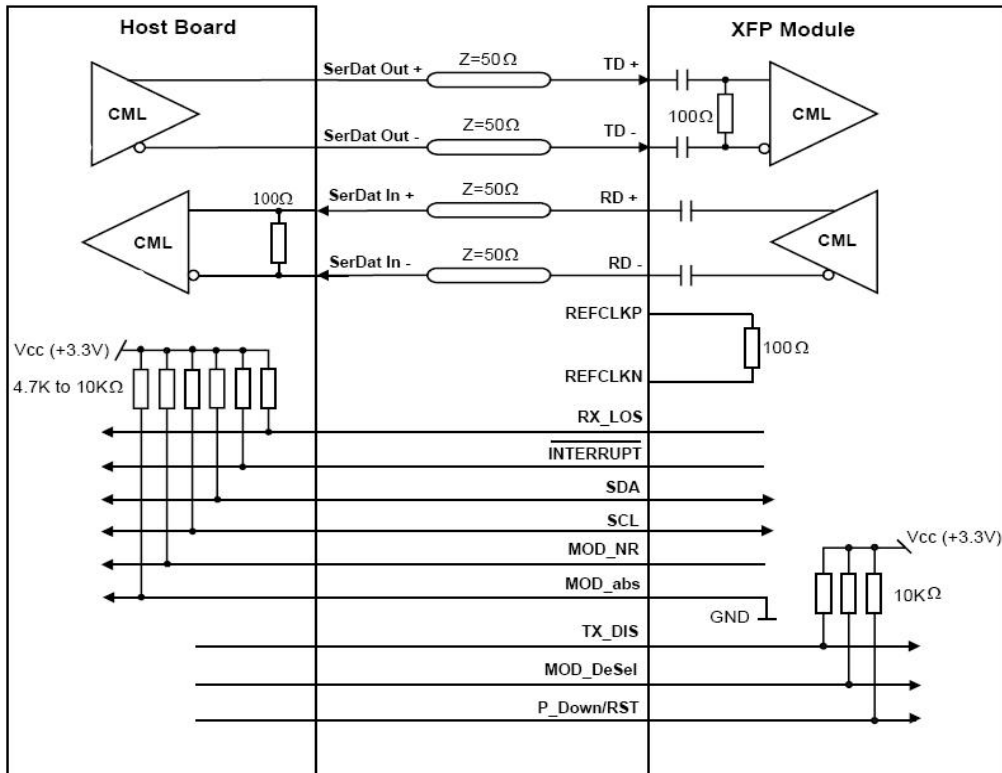 Host Board
XFP Module
CML
SerDat Out +
Z=50Ω
TD +
100Ω
CML
SerDat Out -
Z=50Ω
TD -
CML
100Ω
SerDat In +
Z=50Ω
RD +
CML
SerDat In -
Z=50Ω
RD -
REFCLKP
100Ω
REFCLKN
Vcc (+3.3V)
4.7K to 10KΩ
RX_LOS
INTERRUPT
SDA
SCL
MOD_NR
Vcc (+3.3V)
MOD_abs
10KΩ
GND
TX_DIS
MOD_DeSel
P_Down/RST